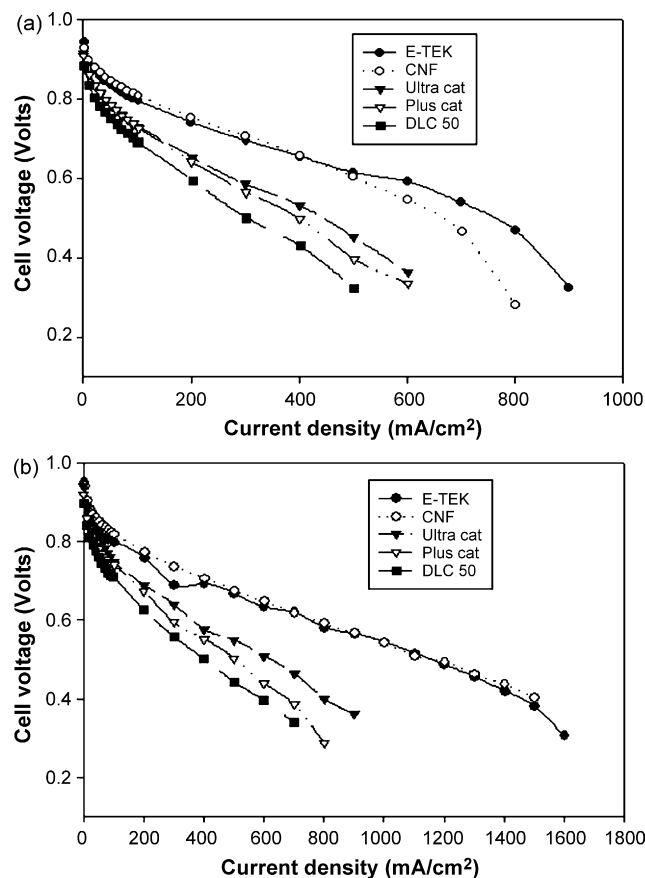 (a)
1.0
0.8
0.6
0.4
0.2
Cell voltage (Volts)
E-TEK
CNF
Ultra cat
Plus cat
DLC 50
0 200 400 600 800 1000
Current density (mA/cm²)
(b)
1.0
0.8
0.6
0.4
0.2
Cell voltage (Volts)
E-TEK
CNF
Ultra cat
Plus cat
DLC 50
0 200 400 600 800 1000 1200 1400 1600 1800
Current density (mA/cm²)